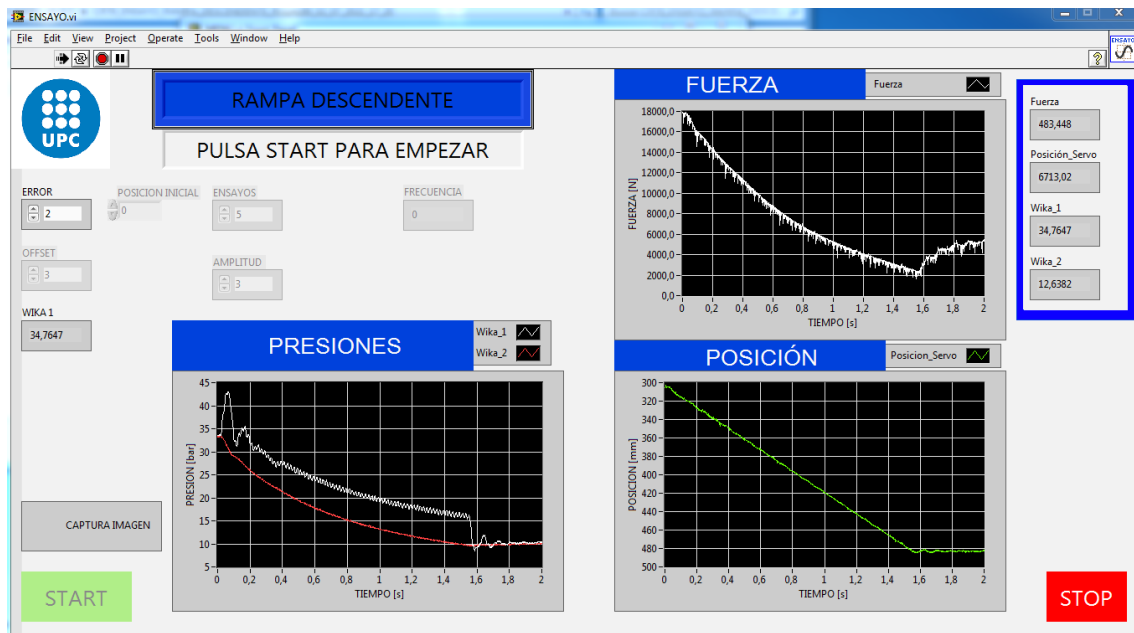 ENSAYO.vi
File Edit View Project Operate Tools Window Help
ENSAYO
UPC
RAMPA DESCENDENTE
PULSA START PARA EMPEZAR
ERROR
2
POSICION INICIAL
0
ENSAYOS
5
FRECUENCIA
0
OFFSET
3
AMPLITUD
3
WIKA 1
34,7647
PRESIONES
Wika_1
Wika_2
PRESION [bar]
45
40
35
30
25
20
15
10
5
0 0,2 0,4 0,6 0,8 1 1,2 1,4 1,6 1,8 2
TIEMPO [s]
CAPTURA IMAGEN
START
FUERZA
Fuerza
FUERZA [N]
18000,0
16000,0
14000,0
12000,0
10000,0
8000,0
6000,0
4000,0
2000,0
0,0
0 0,2 0,4 0,6 0,8 1 1,2 1,4 1,6 1,8 2
TIEMPO [s]
POSICIÓN
Posicion_Servo
POSICION [mm]
300
320
340
360
380
400
420
440
460
480
500
0 0,2 0,4 0,6 0,8 1 1,2 1,4 1,6 1,8 2
TIEMPO [s]
Fuerza
483,448
Posición_Servo
6713,02
Wika_1
34,7647
Wika_2
12,6382
STOP